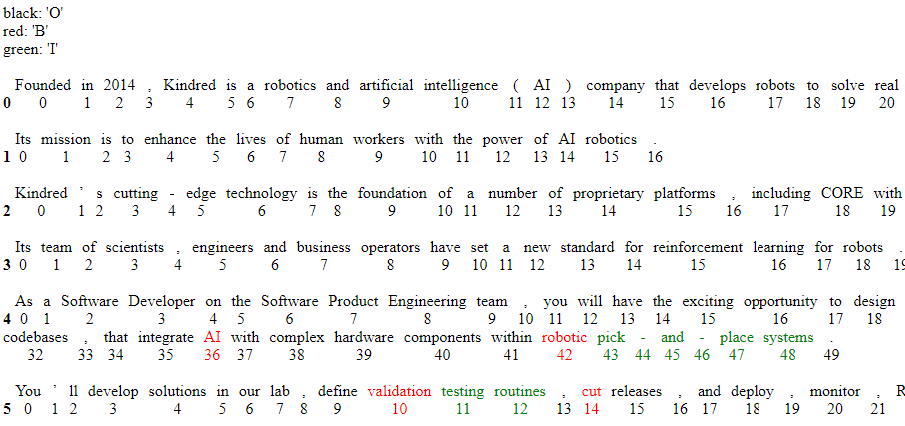 black: 'O'
red: 'B'
green: 'I'
Founded in 2014 , Kindred is a robotics and artificial intelligence ( AI ) company that develops robots to solve real
0 0 1 2 3 4 5 6 7 8 9 10 11 12 13 14 15 16 17 18 19 20
Its mission is to enhance the lives of human workers with the power of AI robotics .
1 0 1 2 3 4 5 6 7 8 9 10 11 12 13 14 15 16
Kindred ' s cutting - edge technology is the foundation of a number of proprietary platforms , including CORE with
2 0 1 2 3 4 5 6 7 8 9 10 11 12 13 14 15 16 17 18 19
Its team of scientists , engineers and business operators have set a new standard for reinforcement learning for robots .
3 0 1 2 3 4 5 6 7 8 9 10 11 12 13 14 15 16 17 18
As a Software Developer on the Software Product Engineering team , you will have the exciting opportunity to design
4 0 1 2 3 4 5 6 7 8 9 10 11 12 13 14 15 16 17 18
codebases , that integrate AI with complex hardware components within robotic pick - and - place systems .
32 33 34 35 36 37 38 39 40 41 42 43 44 45 46 47 48 49
You ' ll develop solutions in our lab , define validation testing routines , cut releases , and deploy , monitor ,
5 0 1 2 3 4 5 6 7 8 9 10 11 12 13 14 15 16 17 18 19 20 21